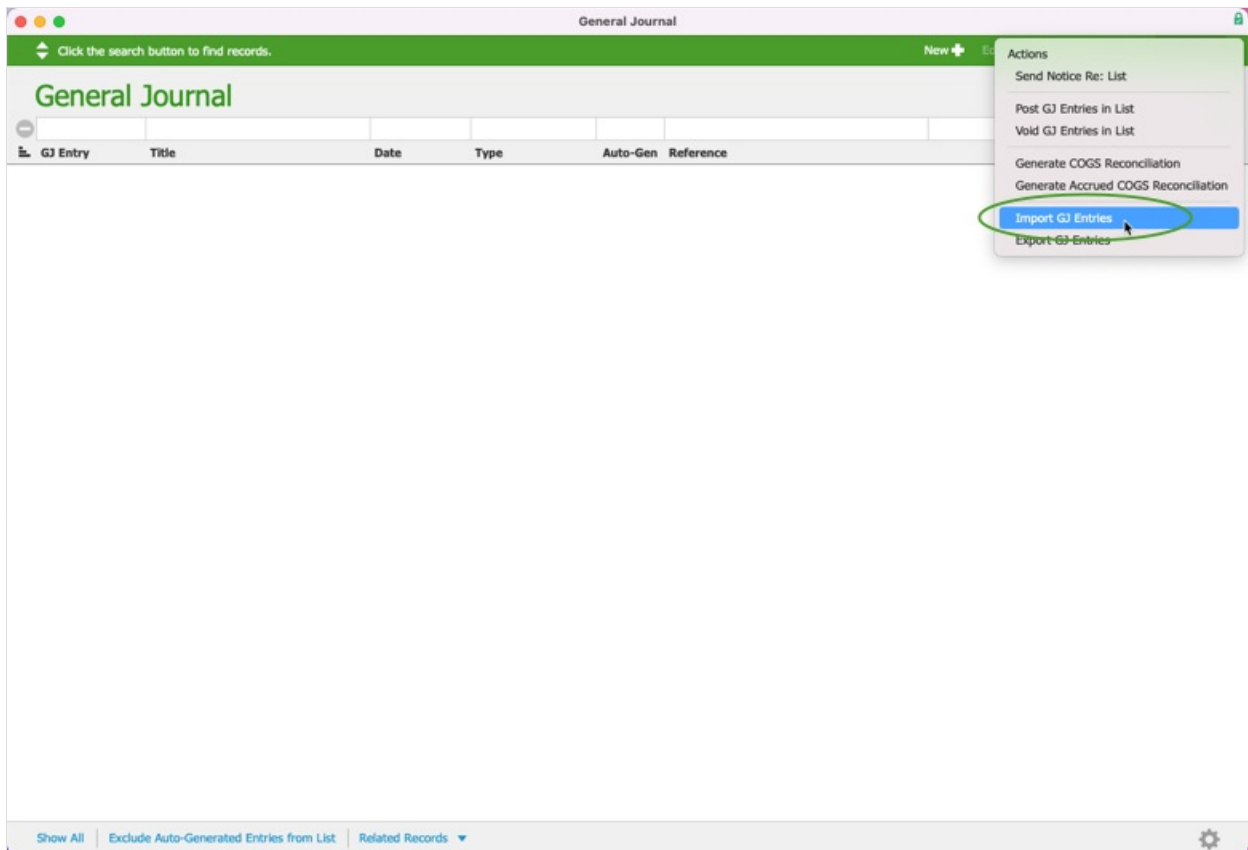 General Journal
Click the search button to find records.
New
Actions
Send Notice Re: List
Post GJ Entries in List
Void GJ Entries in List
Generate COGS Reconciliation
Generate Accrued COGS Reconciliation
Import GJ Entries
Export GJ Entries
General Journal
GJ Entry Title Date Type Auto-Gen Reference
Show All Exclude Auto-Generated Entries from List Related Records